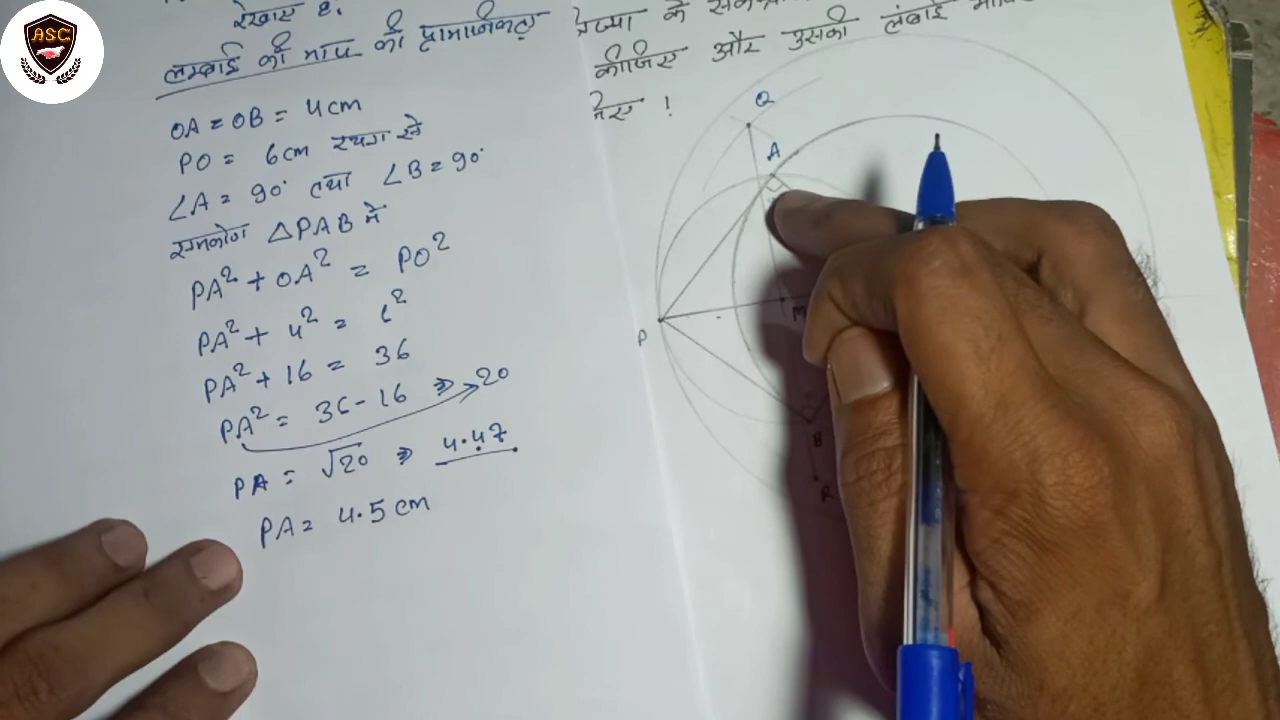 ASC
रेखाए है.
लम्बाई की माप की प्रामाणिकता
OA = OB = 4cm
PO = 6cm
∠A = 90° तथा ∠B = 90°
समकोण △PAB में
PA² + OA² = PO²
PA² + 4² = 6²
PA² + 16 = 36
PA² = 36 - 16 ⇒ 20
PA = √20 ⇒ 4.47
PA = 4.5 cm
त्रिज्या के
कीजिए और उसकी लंबाई
Q
A
M
P
B
R